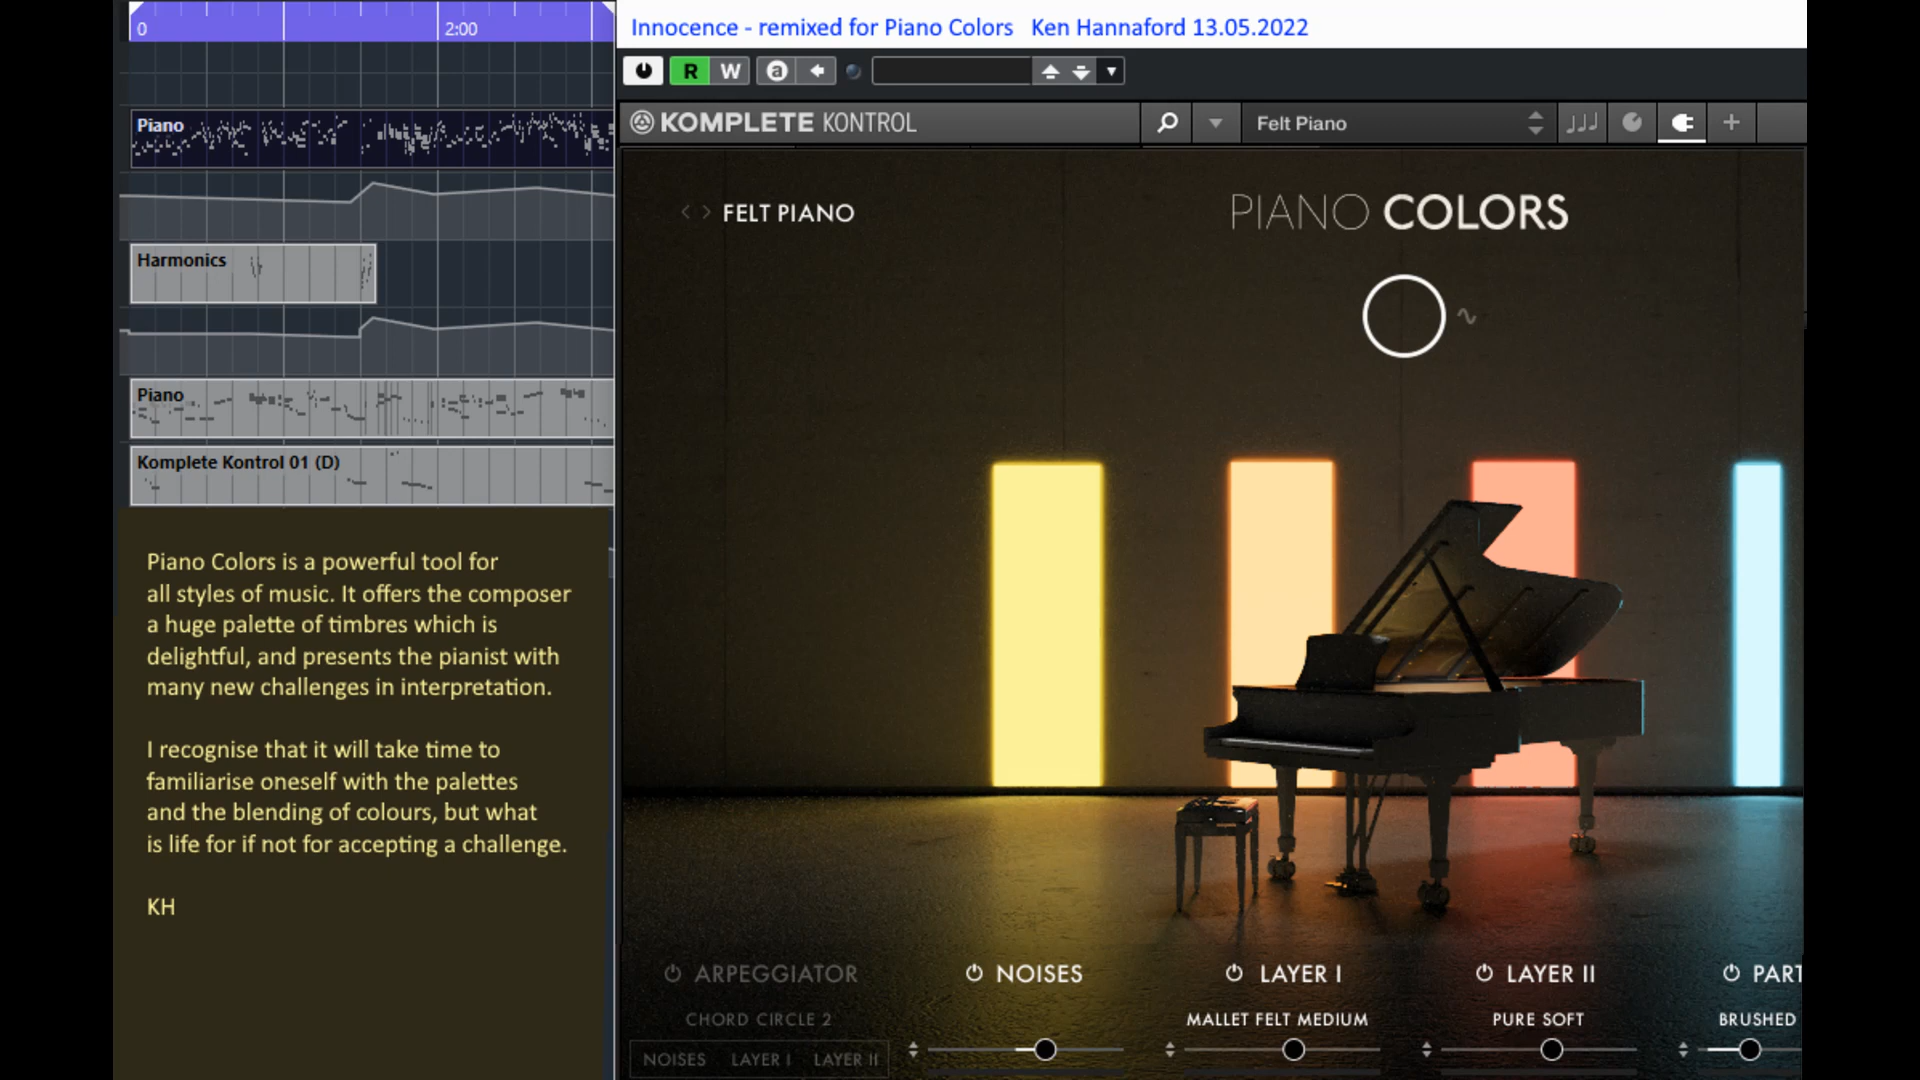 0
2:00
Innocence - remixed for Piano Colors   Ken Hannaford 13.05.2022
R W a
KOMPLETE KONTROL
Felt Piano
Piano
FELT PIANO
PIANO COLORS
Harmonics
Piano
Komplete Kontrol 01 (D)
Piano Colors is a powerful tool for
all styles of music. It offers the composer
a huge palette of timbres which is
delightful, and presents the pianist with
many new challenges in interpretation.
I recognise that it will take time to
familiarise oneself with the palettes
and the blending of colours, but what
is life for if not for accepting a challenge.
KH
ARPEGGIATOR
NOISES
LAYER I
LAYER II
PART
CHORD CIRCLE 2
MALLET FELT MEDIUM
PURE SOFT
BRUSHED
NOISES LAYER I LAYER II